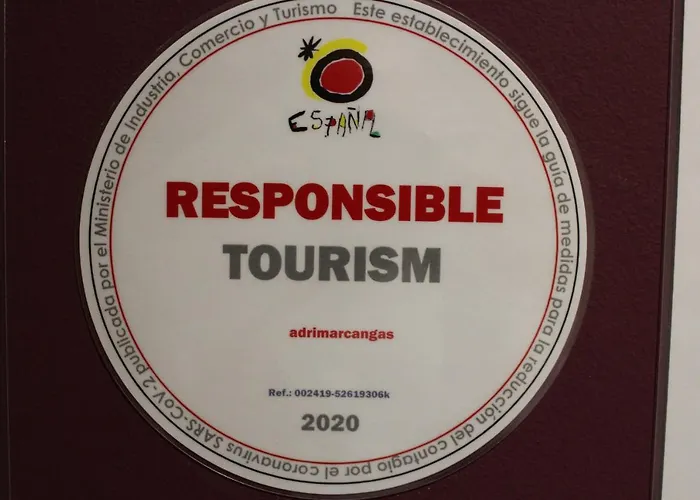 Este establecimiento sigue la guía de medidas para la reducción del contagio por el coronavirus SARS-CoV-2 publicada por el Ministerio de Industria, Comercio y Turismo
ESPAÑA
RESPONSIBLE
TOURISM
adrimarcangas
Ref.: 002419-52619306k
2020